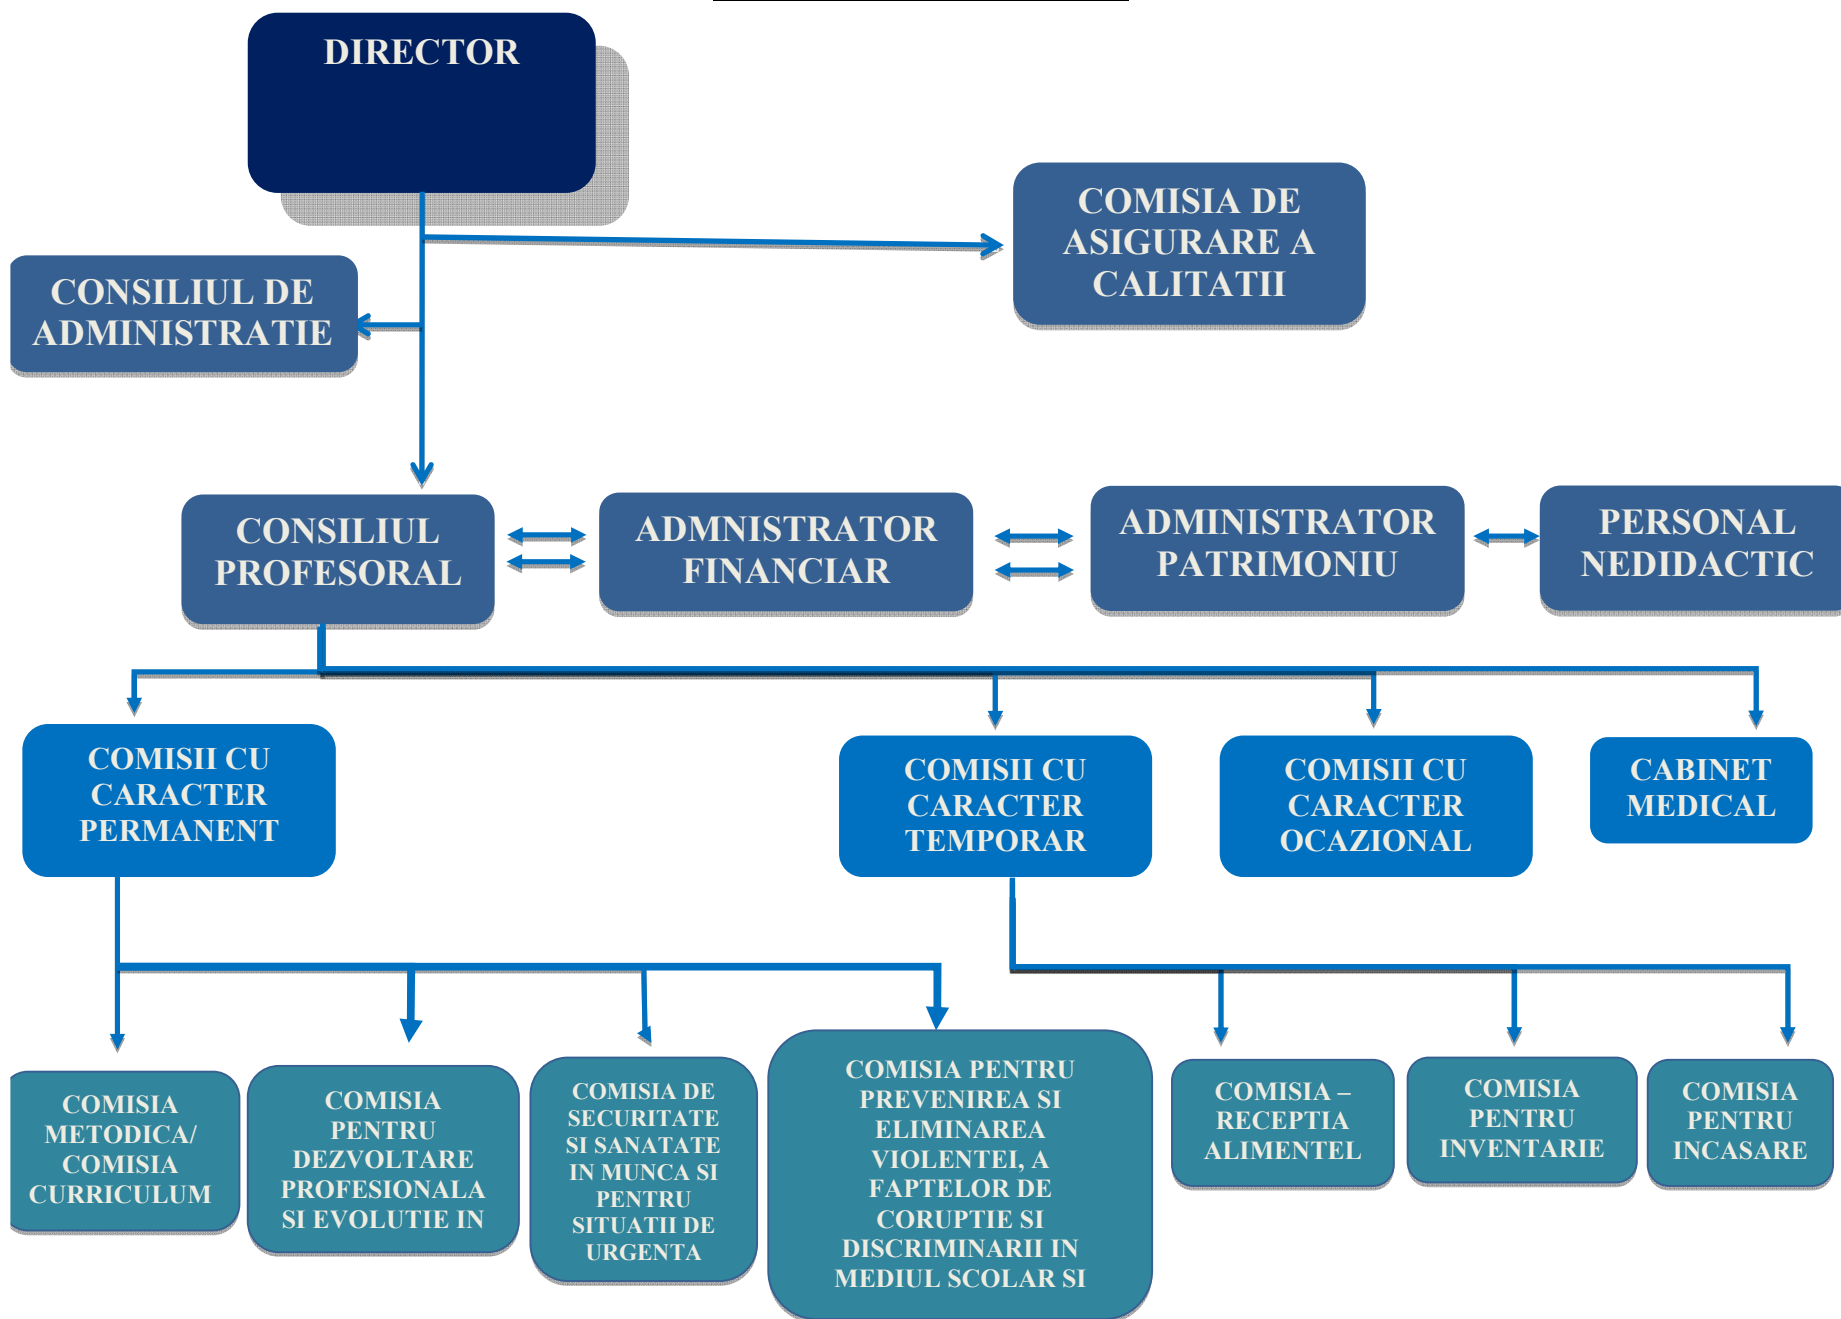 DIRECTOR
COMISIA DE
ASIGURARE A
CALITATII
CONSILIUL DE
ADMINISTRATIE
CONSILIUL
PROFESORAL
ADMNISTRATOR
FINANCIAR
ADMINISTRATOR
PATRIMONIU
PERSONAL
NEDIDACTIC
COMISII CU
CARACTER
PERMANENT
COMISII CU
CARACTER
TEMPORAR
COMISII CU
CARACTER
OCAZIONAL
CABINET
MEDICAL
COMISIA
METODICA/
COMISIA
CURRICULUM
COMISIA
PENTRU
DEZVOLTARE
PROFESIONALA
SI EVOLUTIE IN
COMISIA DE
SECURITATE
SI SANATATE
IN MUNCA SI
PENTRU
SITUATII DE
URGENTA
COMISIA PENTRU
PREVENIREA SI
ELIMINAREA
VIOLENTEI, A
FAPTELOR DE
CORUPTIE SI
DISCRIMINARII IN
MEDIUL SCOLAR SI
COMISIA –
RECEPTIA
ALIMENTEL
COMISIA
PENTRU
INVENTARIE
COMISIA
PENTRU
INCASARE